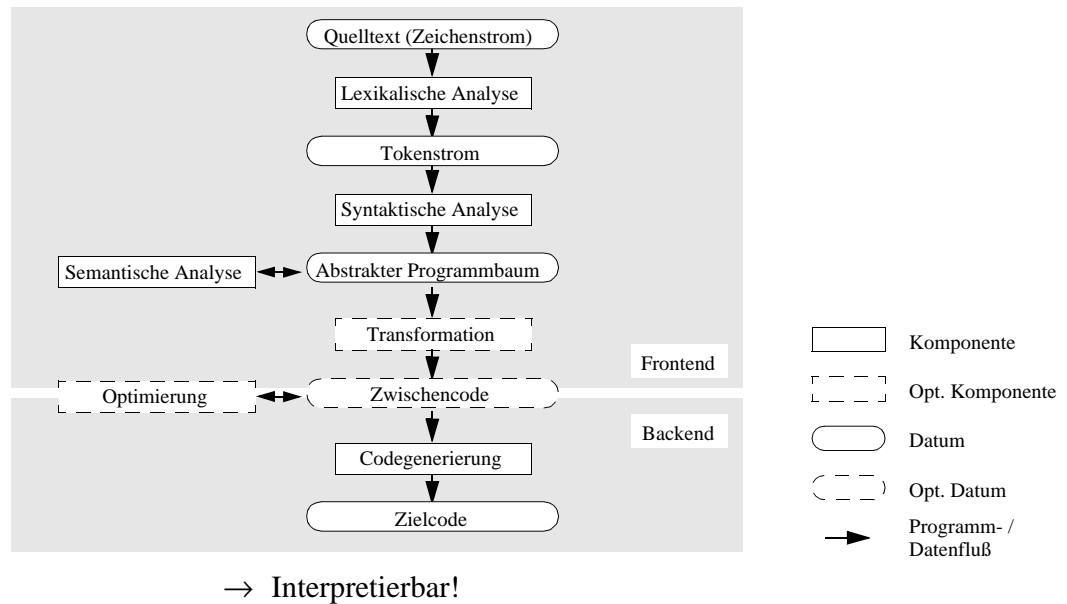 Quelltext (Zeichenstrom)
Lexikalische Analyse
Tokenstrom
Syntaktische Analyse
Semantische Analyse
Abstrakter Programmbaum
Transformation
Frontend
Optimierung
Zwischencode
Backend
Codegenerierung
Zielcode
Komponente
Opt. Komponente
Datum
Opt. Datum
Programm- /
Datenfluß
→ Interpretierbar!